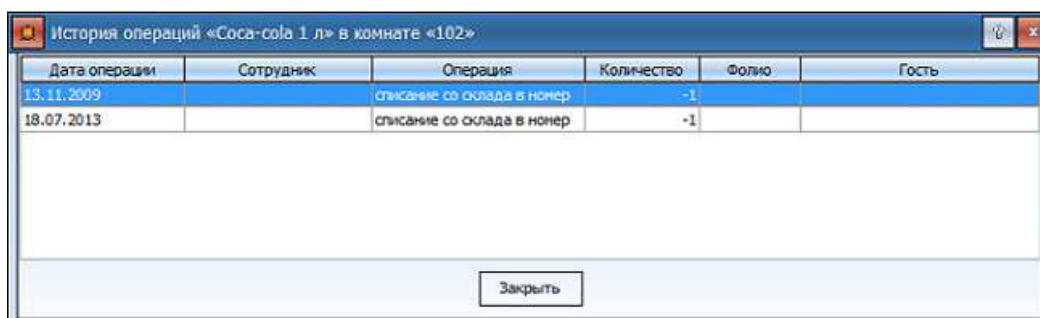 История операций «Coca-cola 1 л» в комнате «102»
Дата операции Сотрудник Операция Количество Фолио Гость
13.11.2009 списание со склада в номер -1
18.07.2013 списание со склада в номер -1
Закрыть